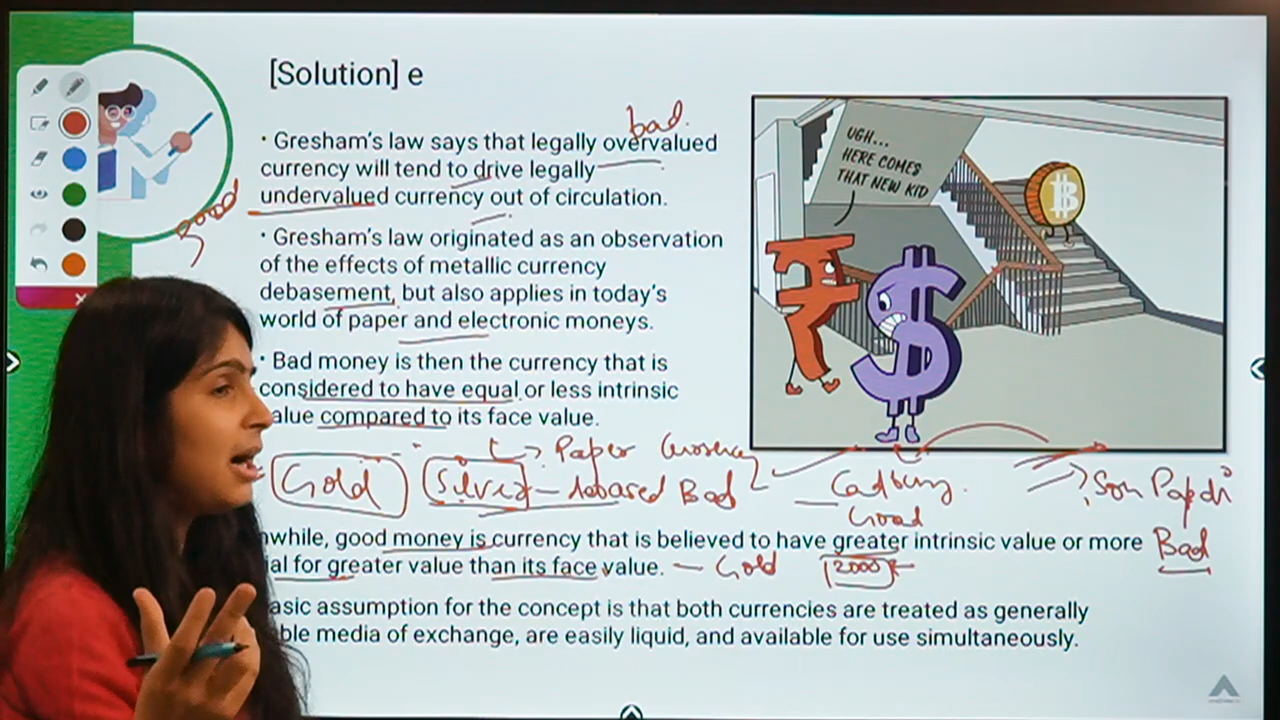 [Solution] e
bad
• Gresham's law says that legally overvalued
currency will tend to drive legally
undervalued currency out of circulation.
good
• Gresham's law originated as an observation
of the effects of metallic currency
debasement, but also applies in today's
world of paper and electronic moneys.
• Bad money is then the currency that is
considered to have equal or less intrinsic
alue compared to its face value.
UGH...
HERE COMES
THAT NEW KID
Paper Currency
Gold Silver – debased Bad
Cadbury
Good
Son Papdi
Bad
nwhile, good money is currency that is believed to have greater intrinsic value or more
ial for greater value than its face value. — Gold 2000
asic assumption for the concept is that both currencies are treated as generally
able media of exchange, are easily liquid, and available for use simultaneously.